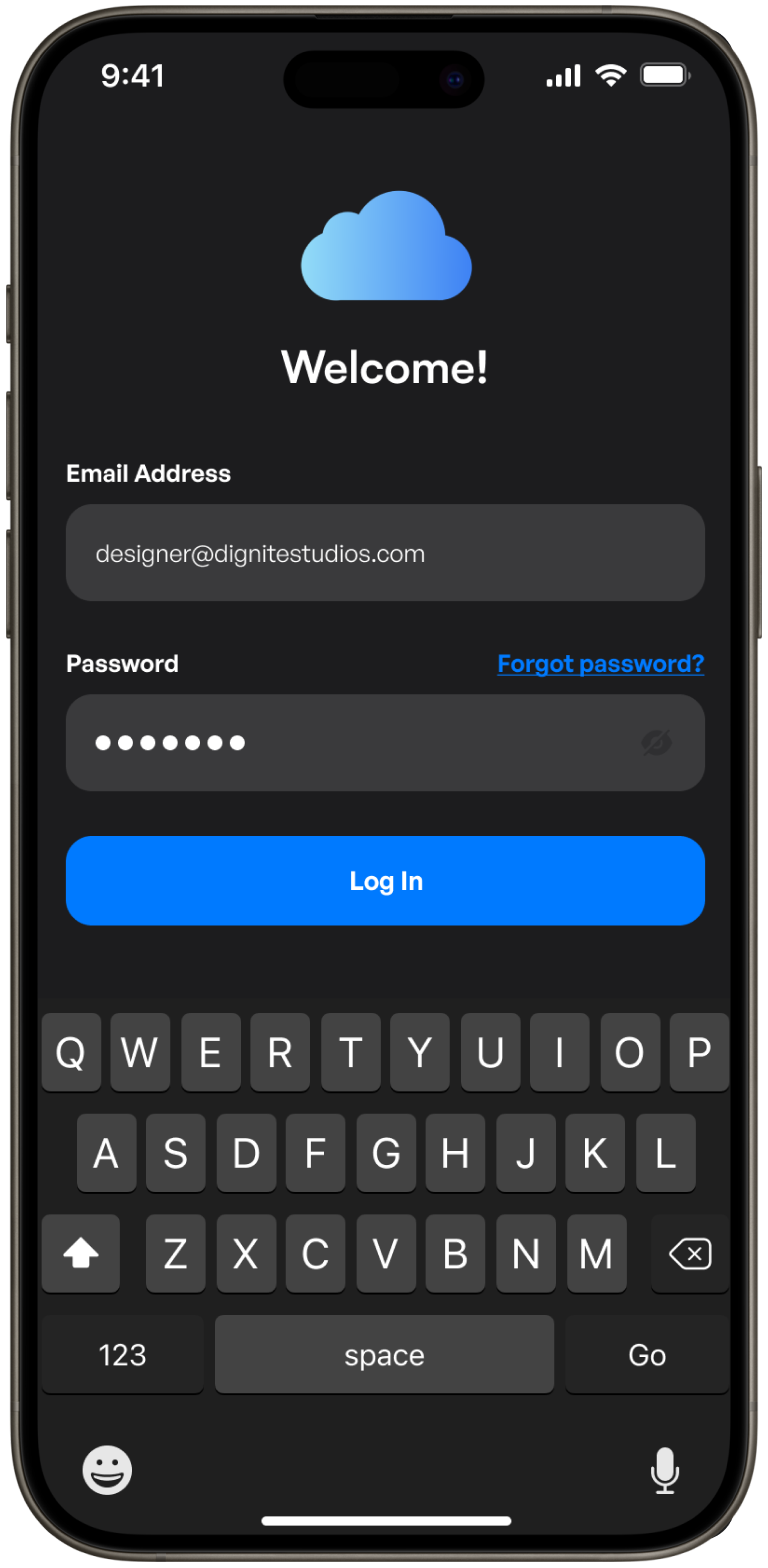 9:41
Welcome!
Email Address
designer@dignitestudios.com
Password Forgot password?
Log In
Q W E R T Y U I O P
A S D F G H J K L
Z X C V B N M
123 space Go